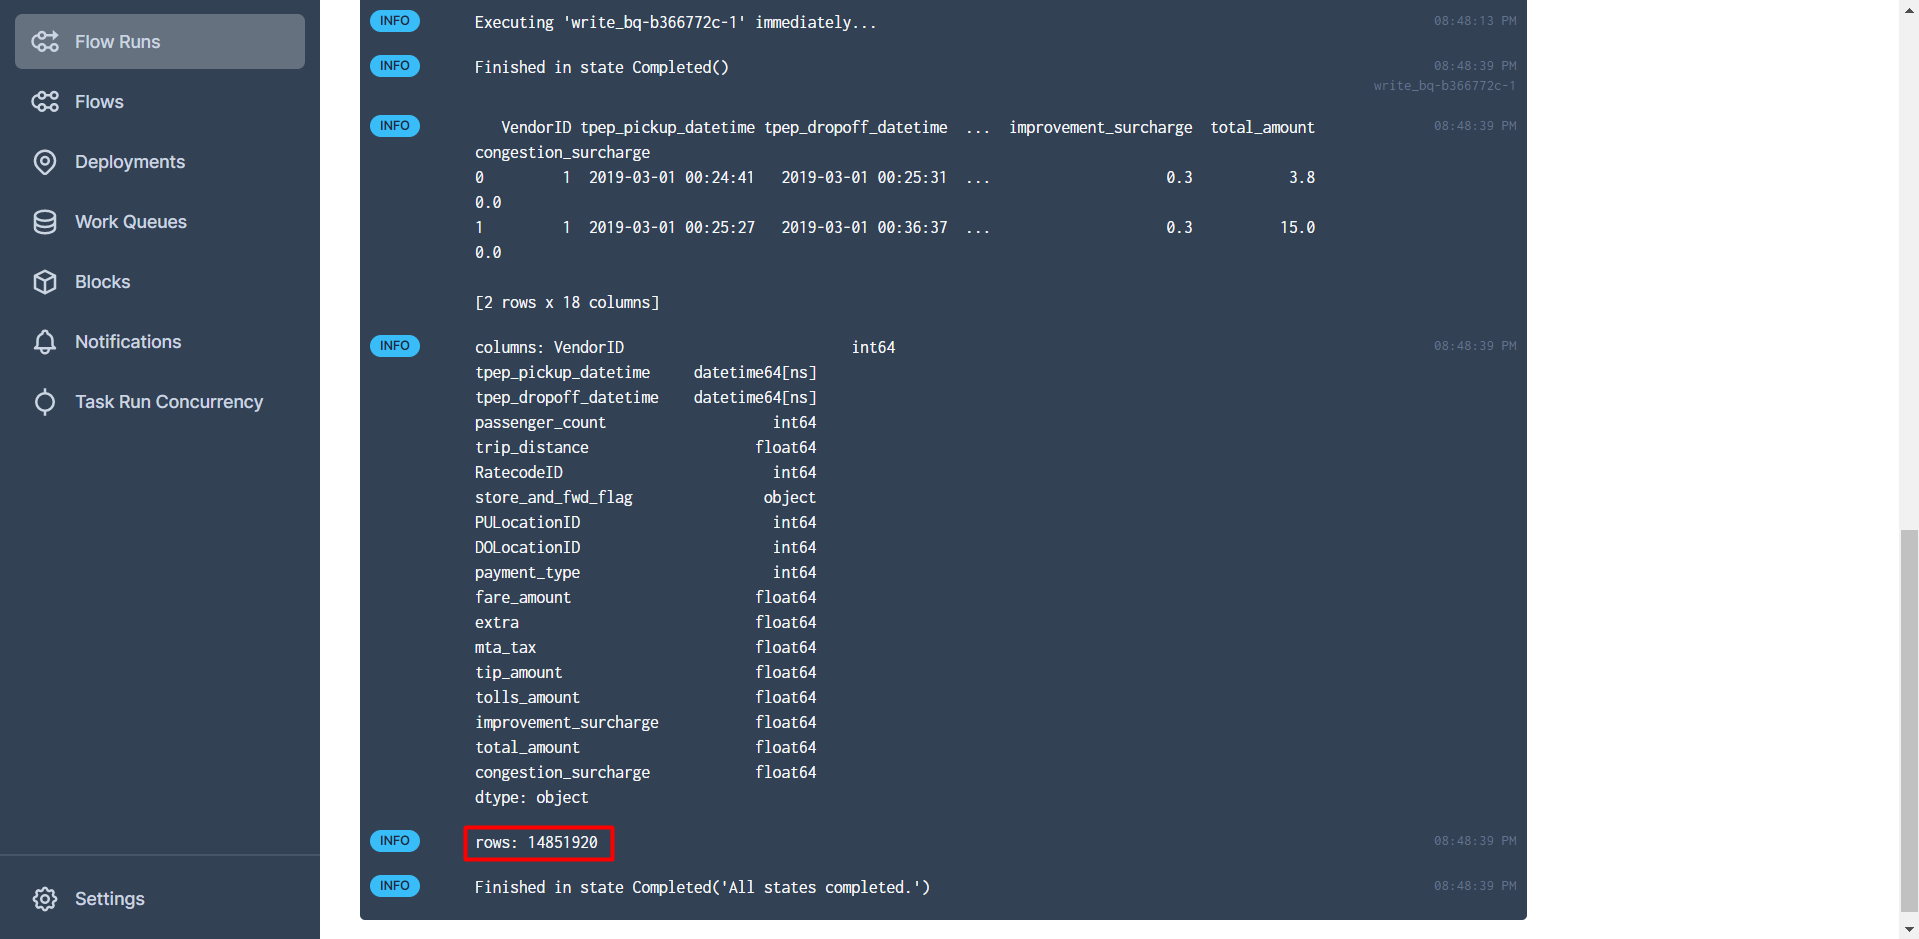 Flow Runs
Flows
Deployments
Work Queues
Blocks
Notifications
Task Run Concurrency
Settings
INFO Executing 'write_bq-b366772c-1' immediately... 08:48:13 PM
INFO Finished in state Completed() 08:48:39 PM
write_bq-b366772c-1
INFO VendorID tpep_pickup_datetime tpep_dropoff_datetime ... improvement_surcharge total_amount 08:48:39 PM
congestion_surcharge
0 1 2019-03-01 00:24:41 2019-03-01 00:25:31 ... 0.3 3.8
0.0
1 1 2019-03-01 00:25:27 2019-03-01 00:36:37 ... 0.3 15.0
0.0
[2 rows x 18 columns]
INFO columns: VendorID int64 08:48:39 PM
tpep_pickup_datetime datetime64[ns]
tpep_dropoff_datetime datetime64[ns]
passenger_count int64
trip_distance float64
RatecodeID int64
store_and_fwd_flag object
PULocationID int64
DOLocationID int64
payment_type int64
fare_amount float64
extra float64
mta_tax float64
tip_amount float64
tolls_amount float64
improvement_surcharge float64
total_amount float64
congestion_surcharge float64
dtype: object
INFO rows: 14851920 08:48:39 PM
INFO Finished in state Completed('All states completed.') 08:48:39 PM